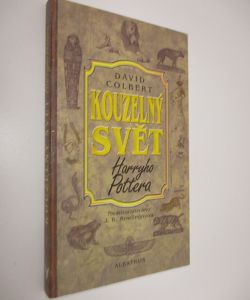 DAVID
COLBERT
KOUZELNÝ
SVĚT
Harryho
Pottera
ALBATROS